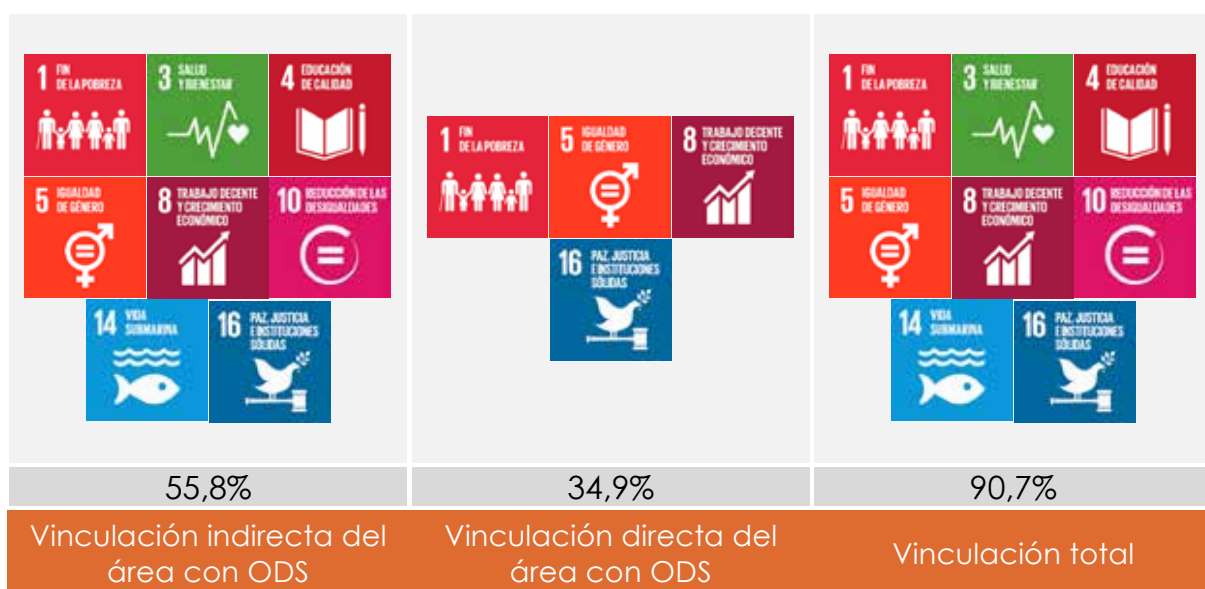 1 FIN
DE LA POBREZA
3 SALUD
Y BIENESTAR
4 EDUCACIÓN
DE CALIDAD
5 IGUALDAD
DE GÉNERO
8 TRABAJO DECENTE
Y CRECIMIENTO
ECONÓMICO
10 REDUCCIÓN DE LAS
DESIGUALDADES
14 VIDA
SUBMARINA
16 PAZ, JUSTICIA
E INSTITUCIONES
SÓLIDAS
1 FIN
DE LA POBREZA
5 IGUALDAD
DE GÉNERO
8 TRABAJO DECENTE
Y CRECIMIENTO
ECONÓMICO
16 PAZ, JUSTICIA
E INSTITUCIONES
SÓLIDAS
1 FIN
DE LA POBREZA
3 SALUD
Y BIENESTAR
4 EDUCACIÓN
DE CALIDAD
5 IGUALDAD
DE GÉNERO
8 TRABAJO DECENTE
Y CRECIMIENTO
ECONÓMICO
10 REDUCCIÓN DE LAS
DESIGUALDADES
14 VIDA
SUBMARINA
16 PAZ, JUSTICIA
E INSTITUCIONES
SÓLIDAS
55,8%
34,9%
90,7%
Vinculación indirecta del
área con ODS
Vinculación directa del
área con ODS
Vinculación total